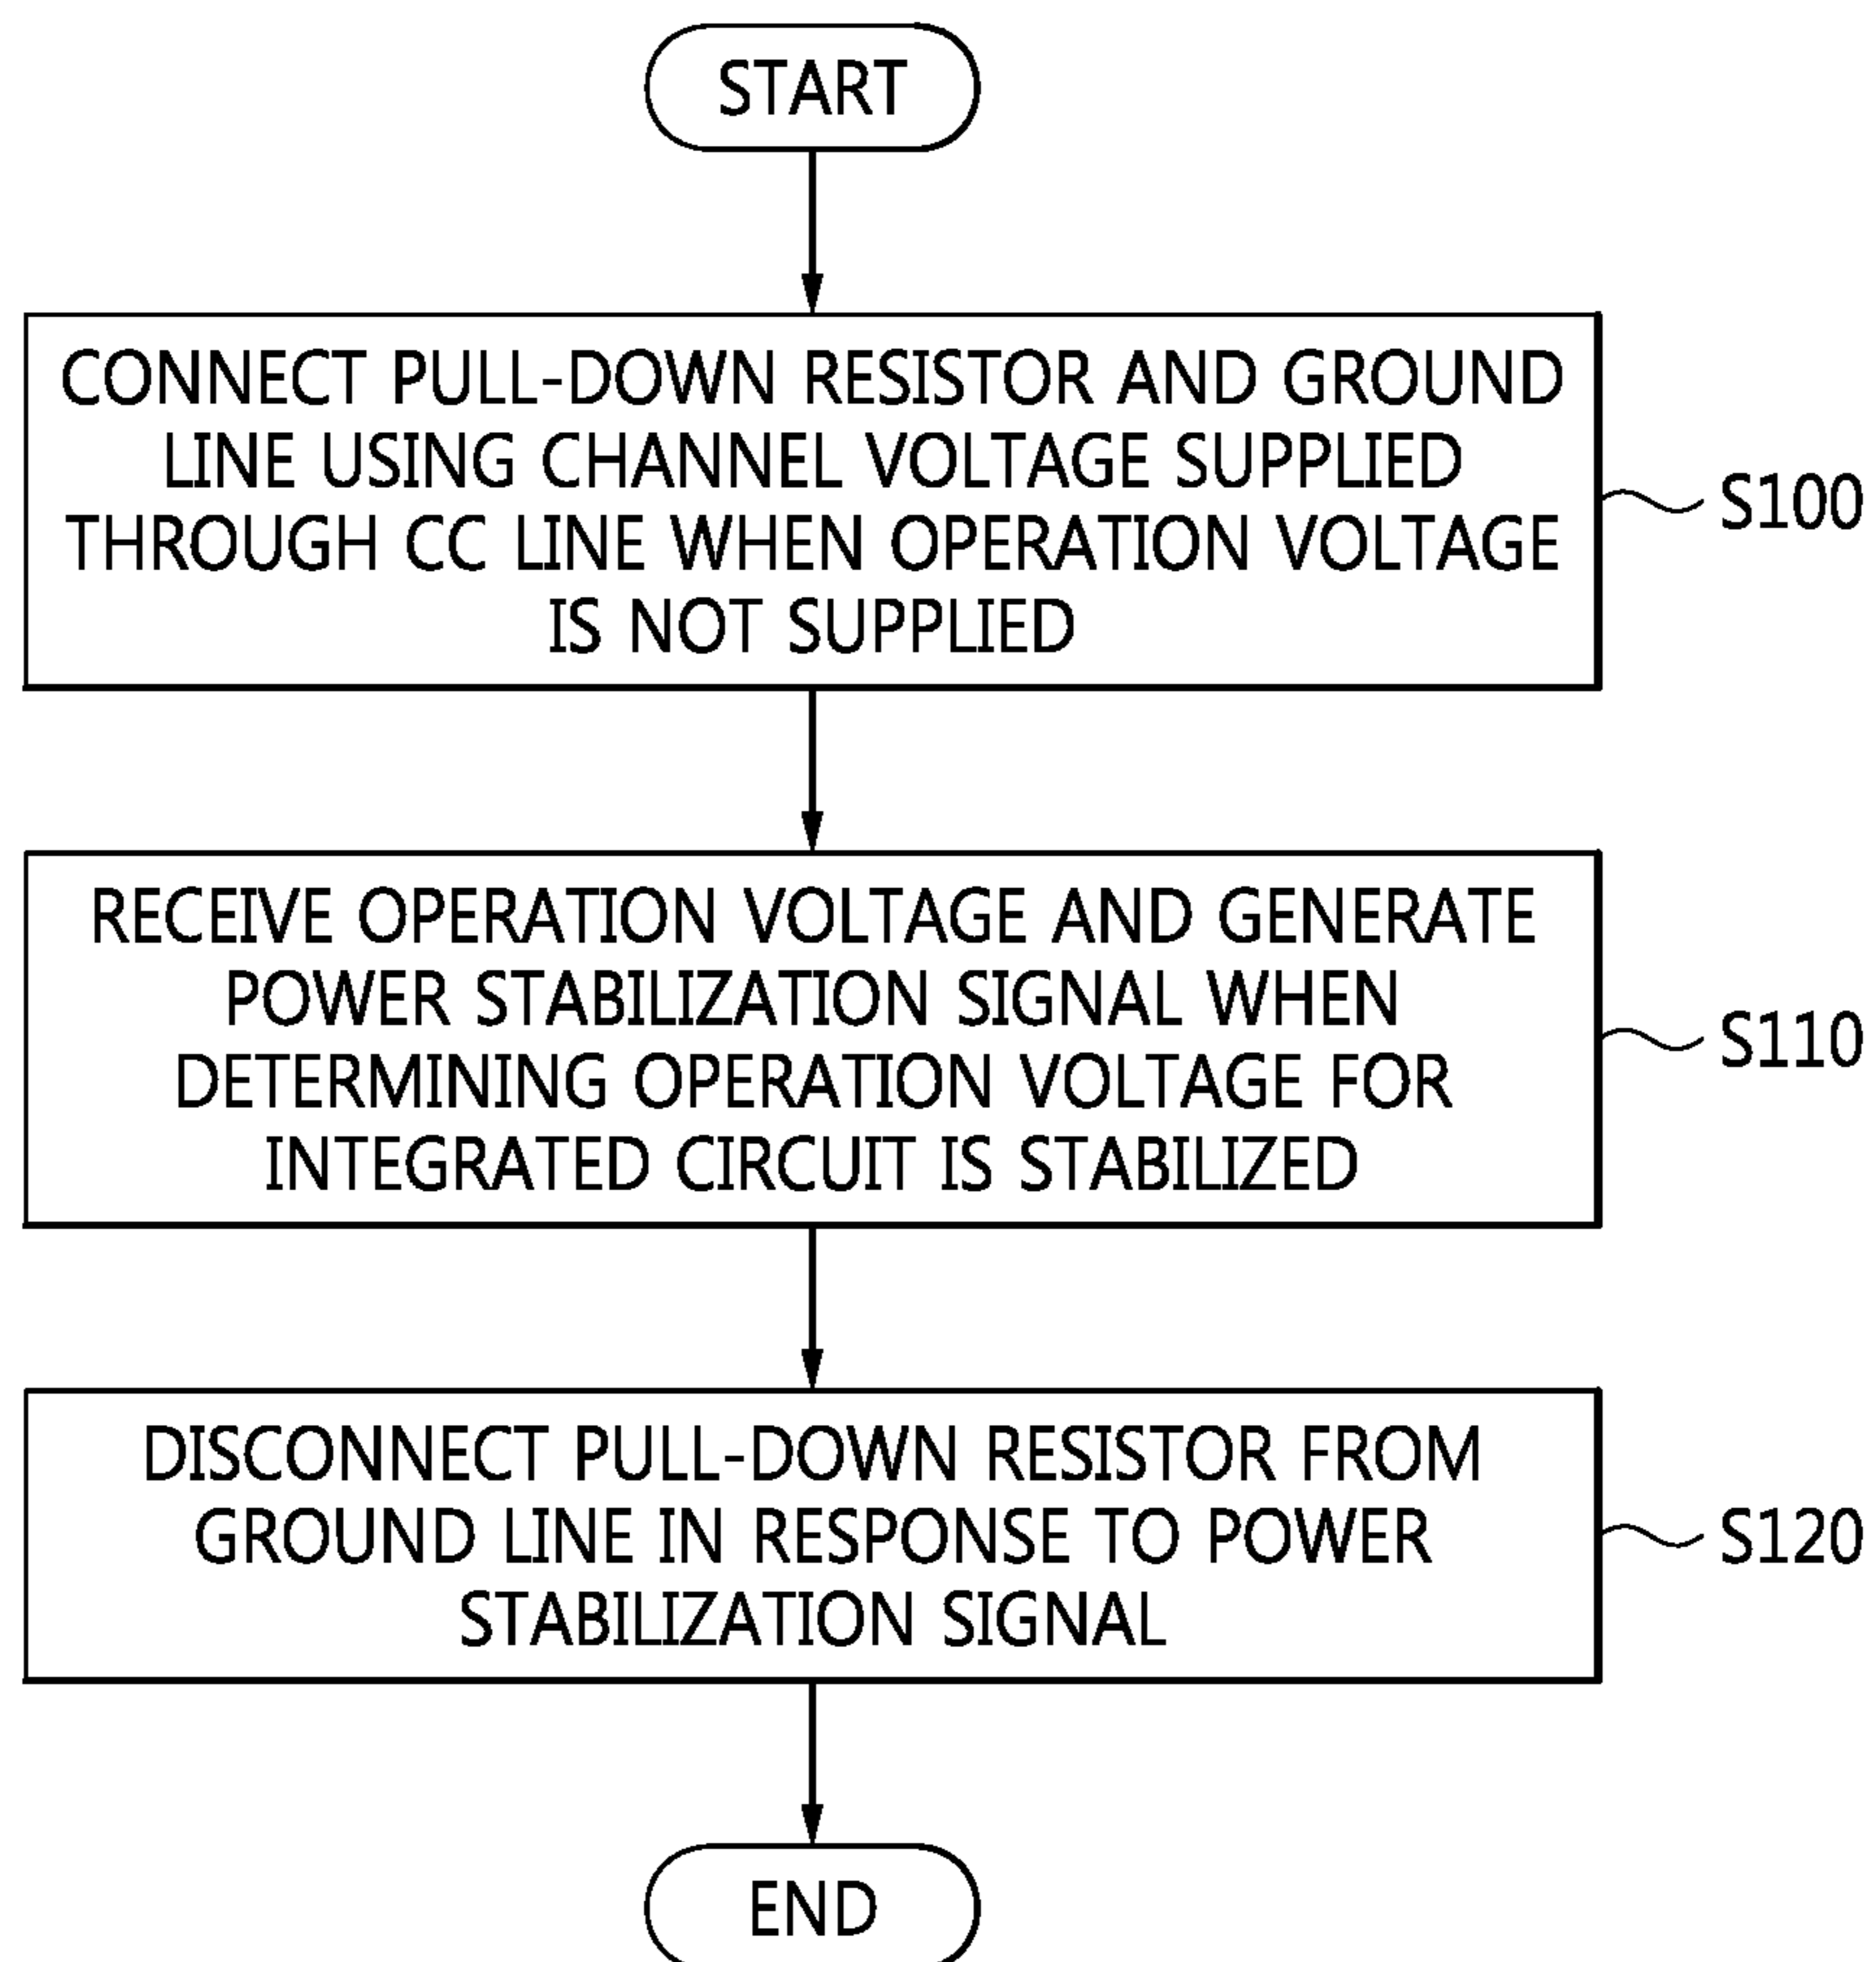 START
CONNECT PULL-DOWN RESISTOR AND GROUND
LINE USING CHANNEL VOLTAGE SUPPLIED
THROUGH CC LINE WHEN OPERATION VOLTAGE
IS NOT SUPPLIED
S100
RECEIVE OPERATION VOLTAGE AND GENERATE
POWER STABILIZATION SIGNAL WHEN
DETERMINING OPERATION VOLTAGE FOR
INTEGRATED CIRCUIT IS STABILIZED
S110
DISCONNECT PULL-DOWN RESISTOR FROM
GROUND LINE IN RESPONSE TO POWER
STABILIZATION SIGNAL
S120
END